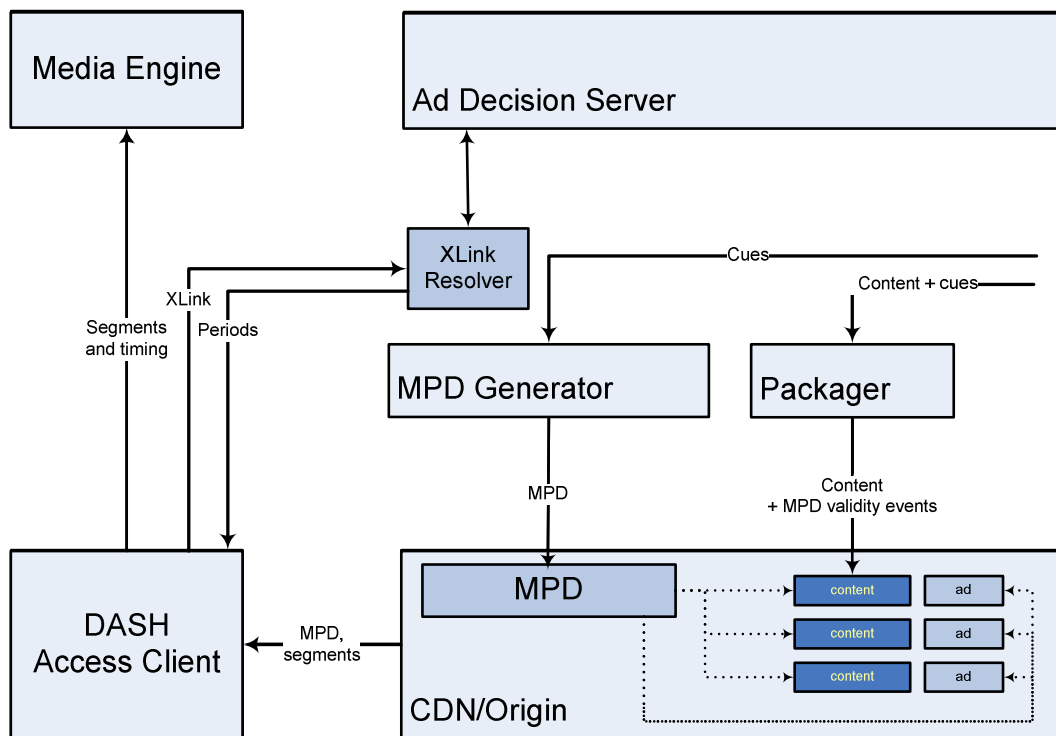 Media Engine
Ad Decision Server
XLink
Resolver
Cues
Content + cues
XLink
Periods
Segments
and timing
MPD Generator
Packager
MPD
Content
+ MPD validity events
DASH
Access Client
MPD,
segments
MPD
content
ad
content
ad
content
ad
CDN/Origin